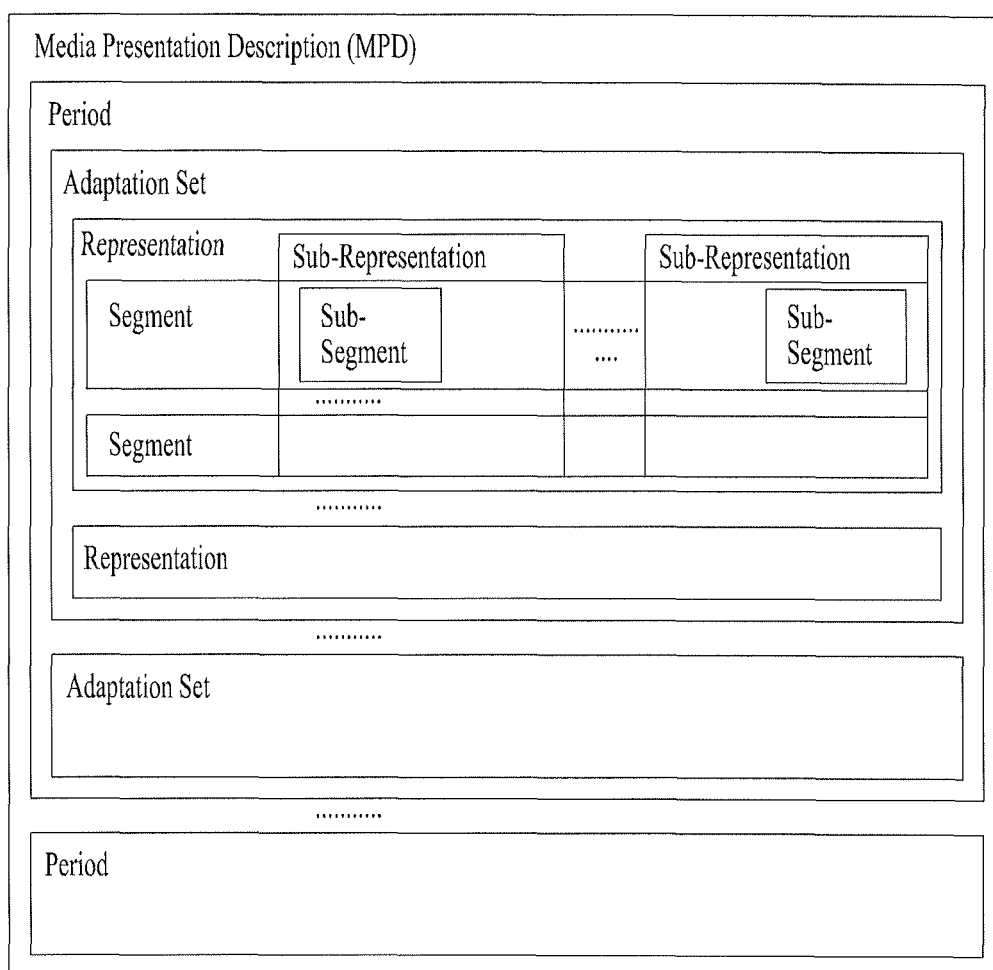 Media Presentation Description (MPD)
Period
Adaptation Set
Representation
Sub-Representation
Sub-Representation
Segment
Sub-
Segment
...........
....
Sub-
Segment
...........
Segment
...........
Representation
...........
Adaptation Set
...........
Period